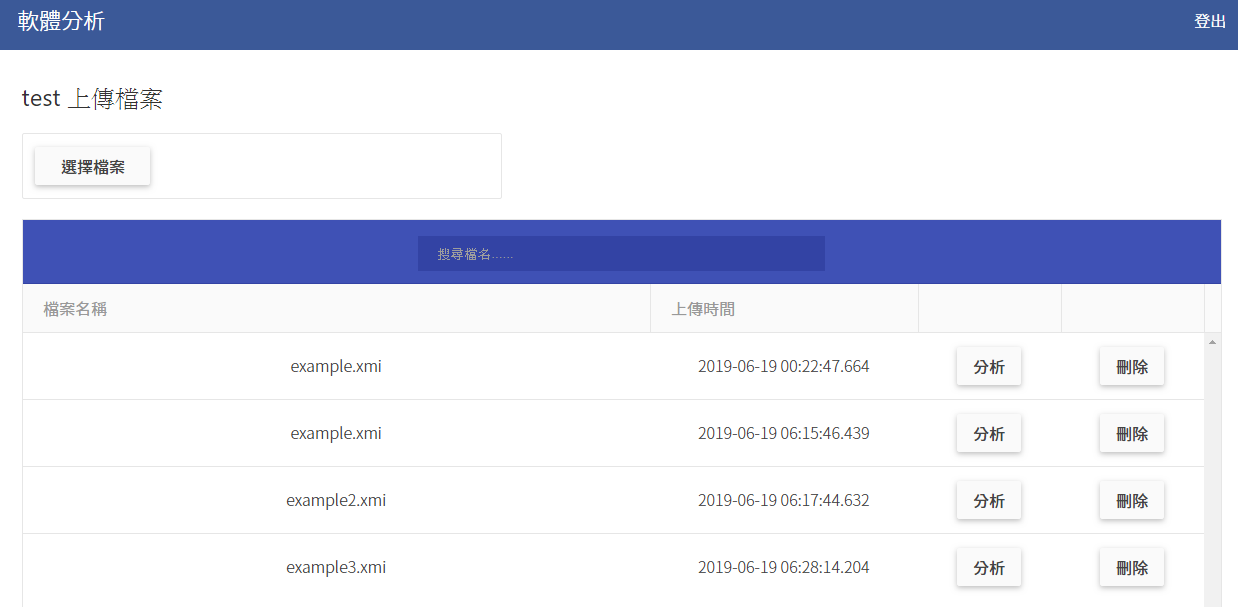 軟體分析 登出
test 上傳檔案
選擇檔案
搜尋檔名......
檔案名稱 上傳時間
example.xmi 2019-06-19 00:22:47.664 分析 刪除
example.xmi 2019-06-19 06:15:46.439 分析 刪除
example2.xmi 2019-06-19 06:17:44.632 分析 刪除
example3.xmi 2019-06-19 06:28:14.204 分析 刪除